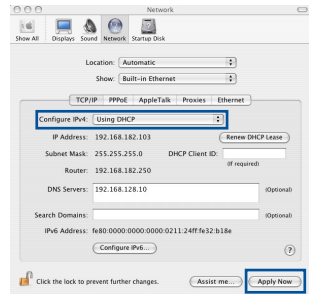 Network
Show All Displays Sound Network Startup Disk
Location: Automatic
Show: Built-in Ethernet
TCP/IP PPPoE AppleTalk Proxies Ethernet
Configure IPv4: Using DHCP
IP Address: 192.168.182.103 Renew DHCP Lease
Subnet Mask: 255.255.255.0 DHCP Client ID:
(If required)
Router: 192.168.182.250
DNS Servers: 192.168.128.10 (Optional)
Search Domains: (Optional)
IPv6 Address: fe80:0000:0000:0000:0211:24ff:fe32:b18e
Configure IPv6... ?
Click the lock to prevent further changes. Assist me... Apply Now